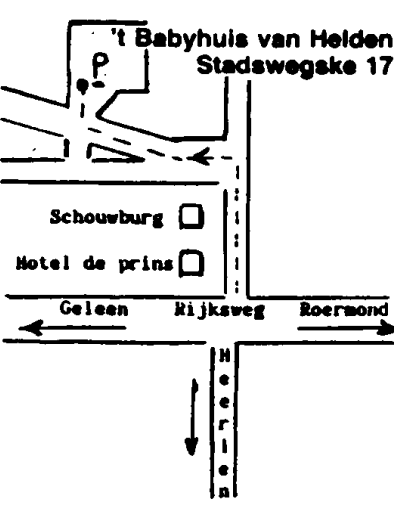 't Babyhuis van Helden
Stadswegske 17
P
Schouwburg
Hotel de prins
Geleen Rijksweg Roermond
Heerlen